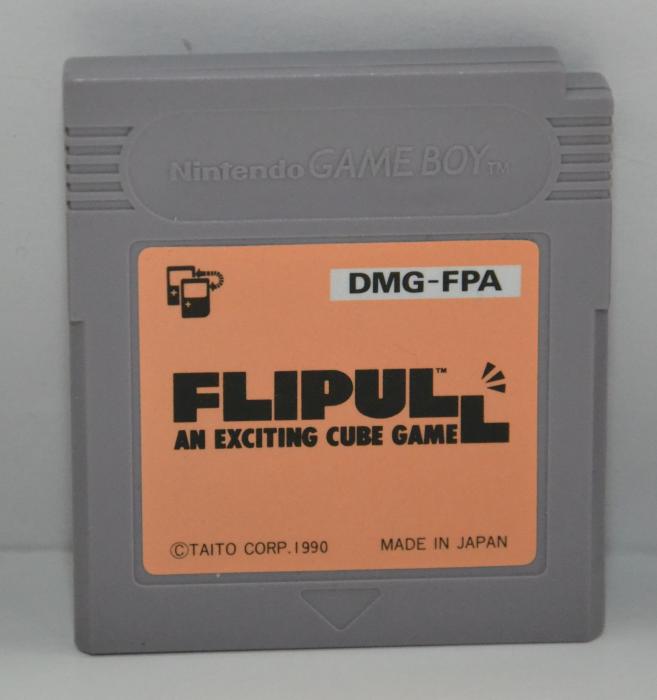 Nintendo GAME BOY™
DMG-FPA
FLIPULL™
AN EXCITING CUBE GAME
©TAITO CORP.1990 MADE IN JAPAN